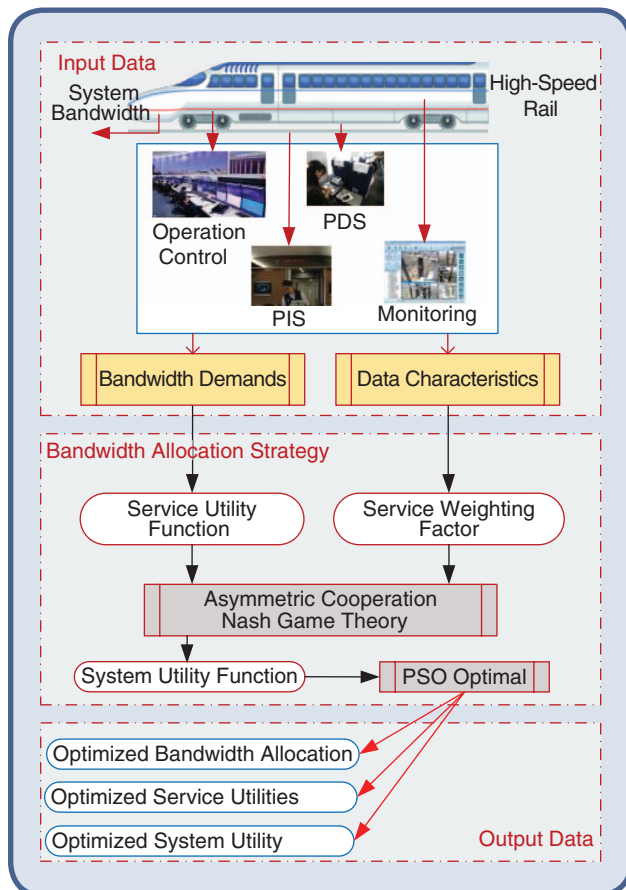 Input Data
System
Bandwidth
High-Speed
Rail
Operation
Control
PIS
PDS
Monitoring
Bandwidth Demands
Data Characteristics
Bandwidth Allocation Strategy
Service Utility
Function
Service Weighting
Factor
Asymmetric Cooperation
Nash Game Theory
System Utility Function
PSO Optimal
Optimized Bandwidth Allocation
Optimized Service Utilities
Optimized System Utility
Output Data